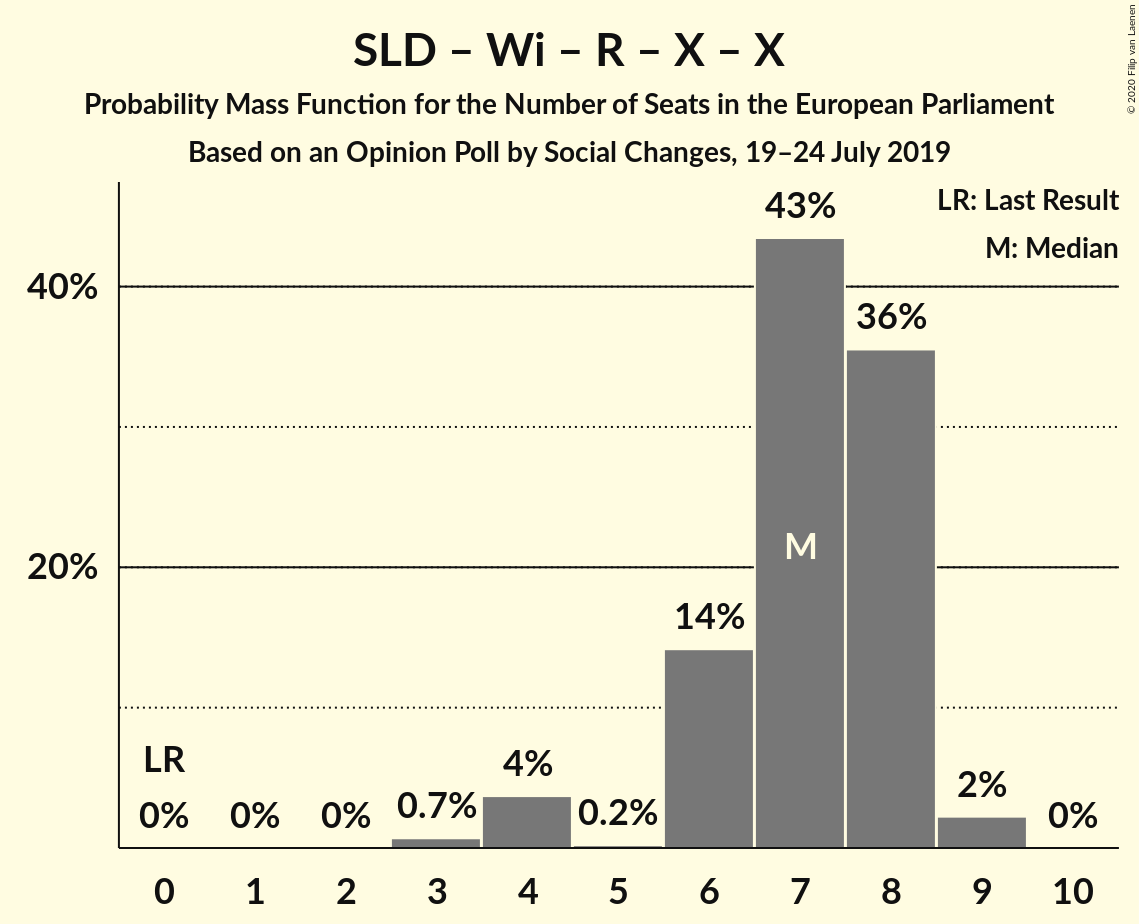 SLD – Wi – R – X – X
Probability Mass Function for the Number of Seats in the European Parliament
Based on an Opinion Poll by Social Changes, 19–24 July 2019
© 2020 Filip van Laenen
LR: Last Result
M: Median
43%
40%
36%
M
20%
14%
LR
4%
0% 0% 0% 0.7% 0.2% 2% 0%
0 1 2 3 4 5 6 7 8 9 10